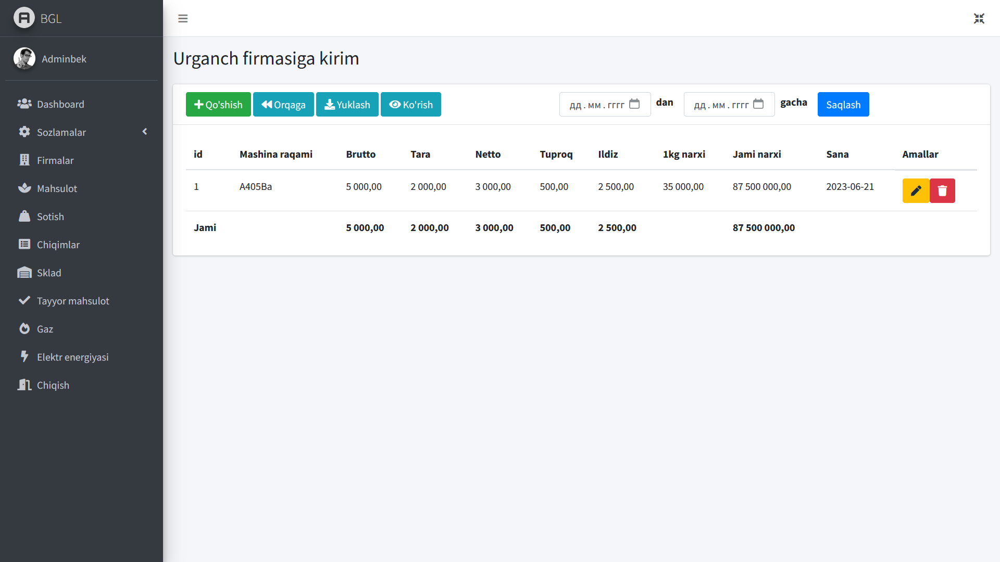 BGL
Adminbek
Dashboard
Sozlamalar
Firmalar
Mahsulot
Sotish
Chiqimlar
Sklad
Tayyor mahsulot
Gaz
Elektr energiyasi
Chiqish
Urganch firmasiga kirim
Qo'shish Orqaga Yuklash Ko'rish дд.мм.гггг dan дд.мм.гггг gacha Saqlash
id Mashina raqami Brutto Tara Netto Tuproq Ildiz 1kg narxi Jami narxi Sana Amallar
1 A405Ba 5 000,00 2 000,00 3 000,00 500,00 2 500,00 35 000,00 87 500 000,00 2023-06-21
Jami 5 000,00 2 000,00 3 000,00 500,00 2 500,00 87 500 000,00